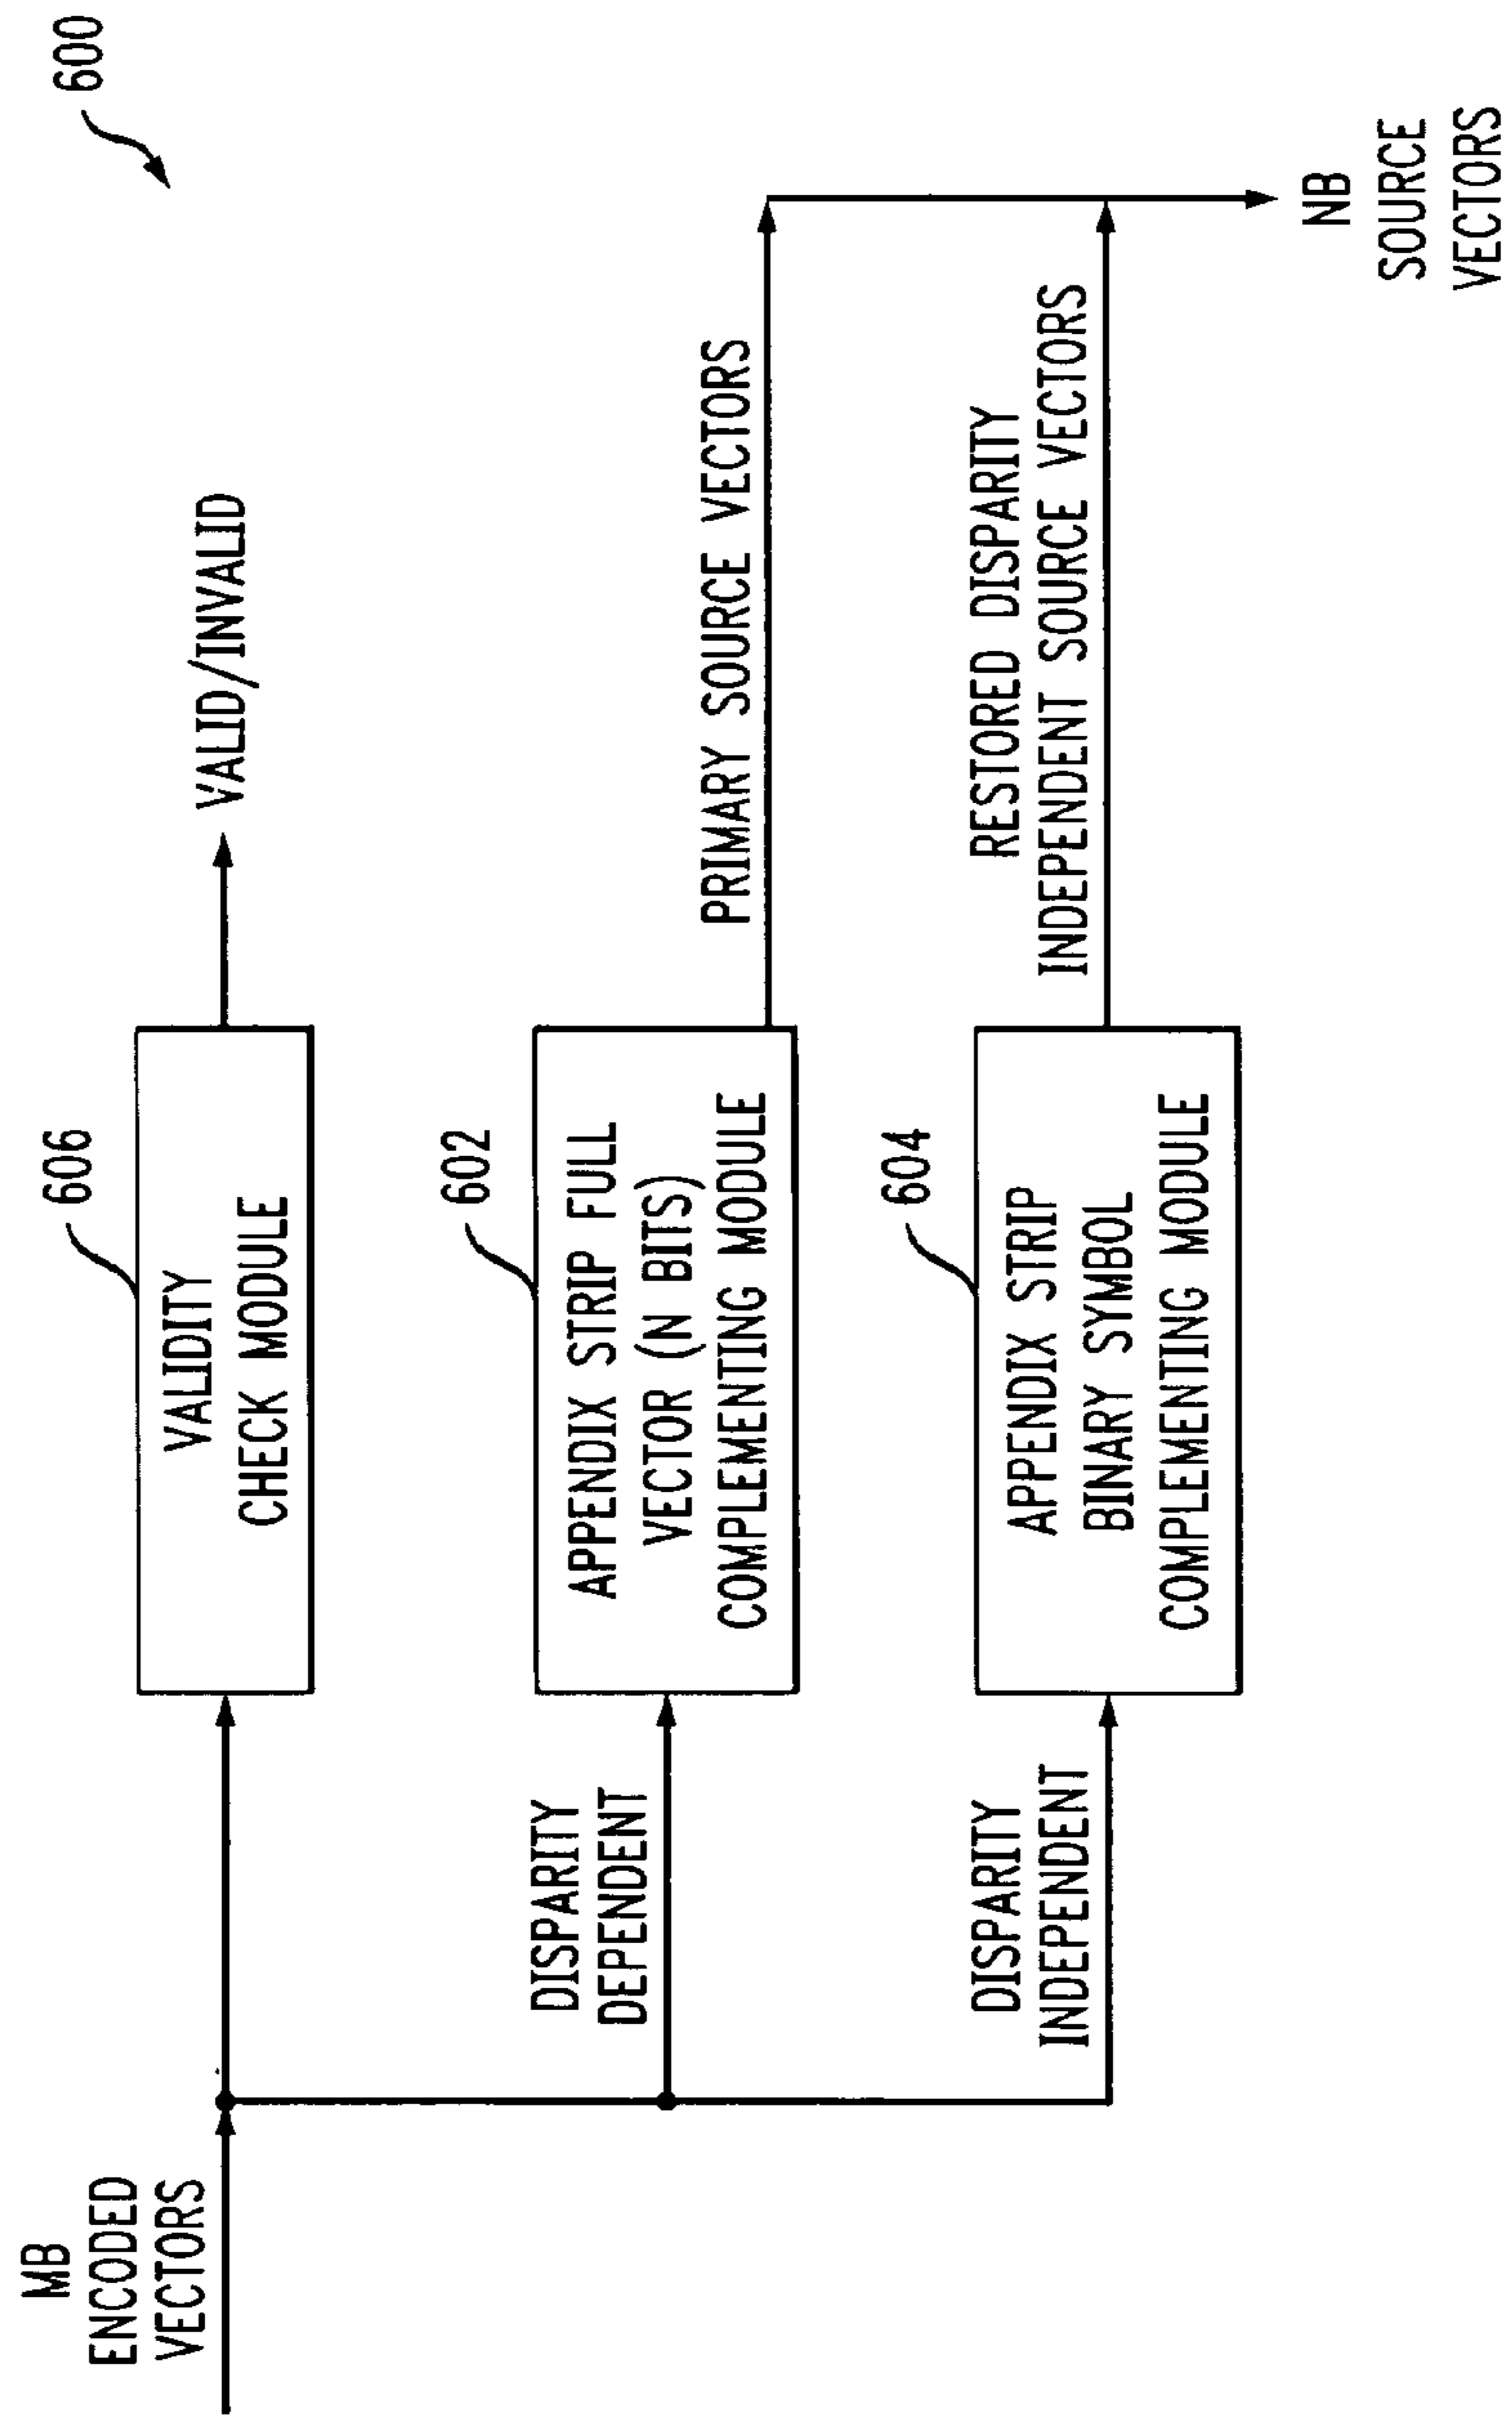 600
MB
ENCODED
VECTORS
606
VALIDITY
CHECK MODULE
VALID/INVALID
DISPARITY
DEPENDENT
602
APPENDIX STRIP FULL
VECTOR (N BITS)
COMPLEMENTING MODULE
PRIMARY SOURCE VECTORS
DISPARITY
INDEPENDENT
604
APPENDIX STRIP
BINARY SYMBOL
COMPLEMENTING MODULE
RESTORED DISPARITY
INDEPENDENT SOURCE VECTORS
NB
SOURCE
VECTORS